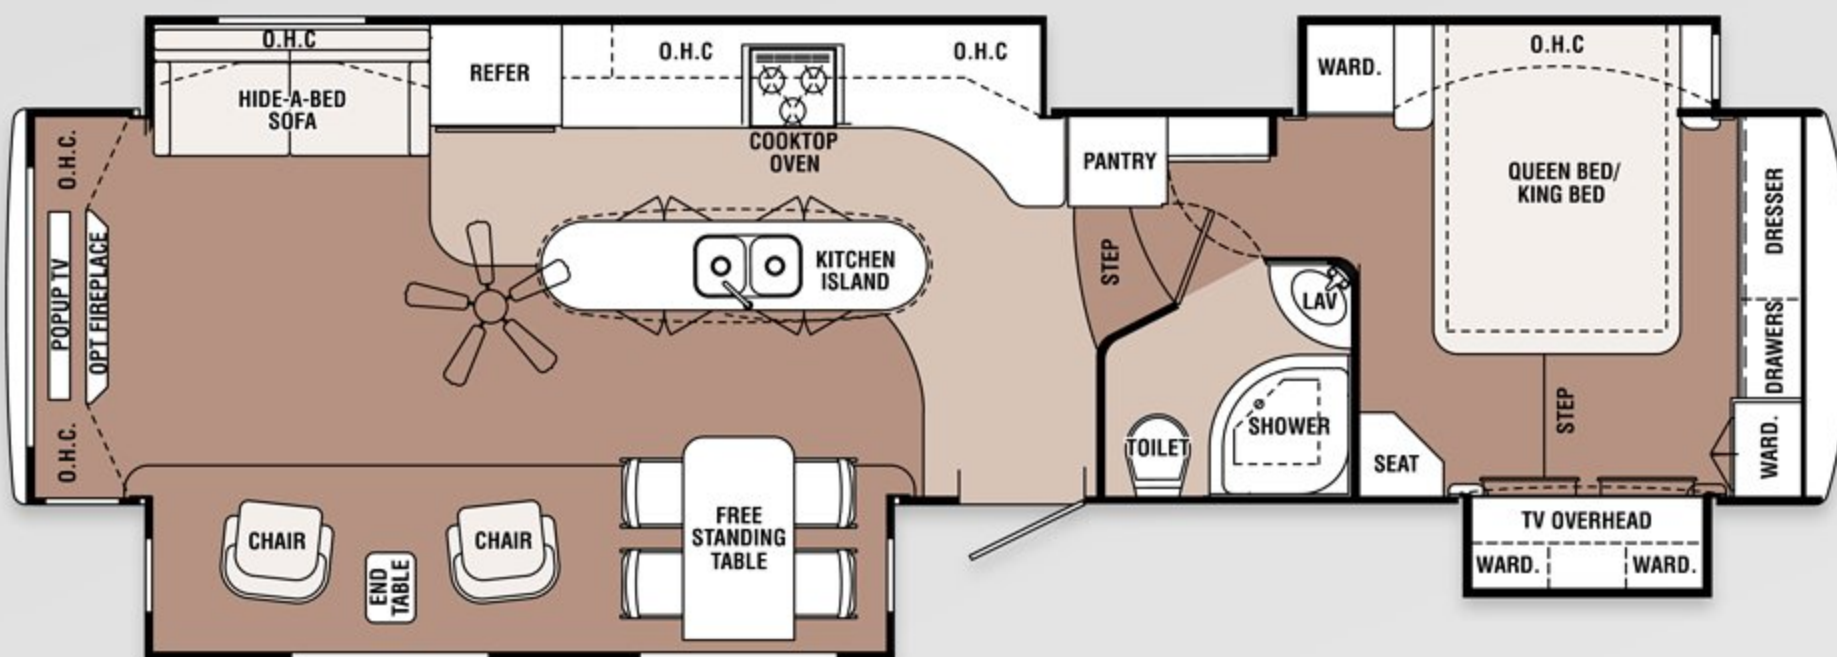 O.H.C
HIDE-A-BED
SOFA
REFER
O.H.C
O.H.C
COOKTOP
OVEN
O.H.C.
POPUP TV
OPT FIREPLACE
O.H.C.
KITCHEN
ISLAND
PANTRY
STEP
LAV
TOILET
SHOWER
CHAIR
END
TABLE
CHAIR
FREE
STANDING
TABLE
WARD.
O.H.C
QUEEN BED/
KING BED
DRESSER
DRAWERS
STEP
SEAT
WARD.
TV OVERHEAD
WARD.
WARD.